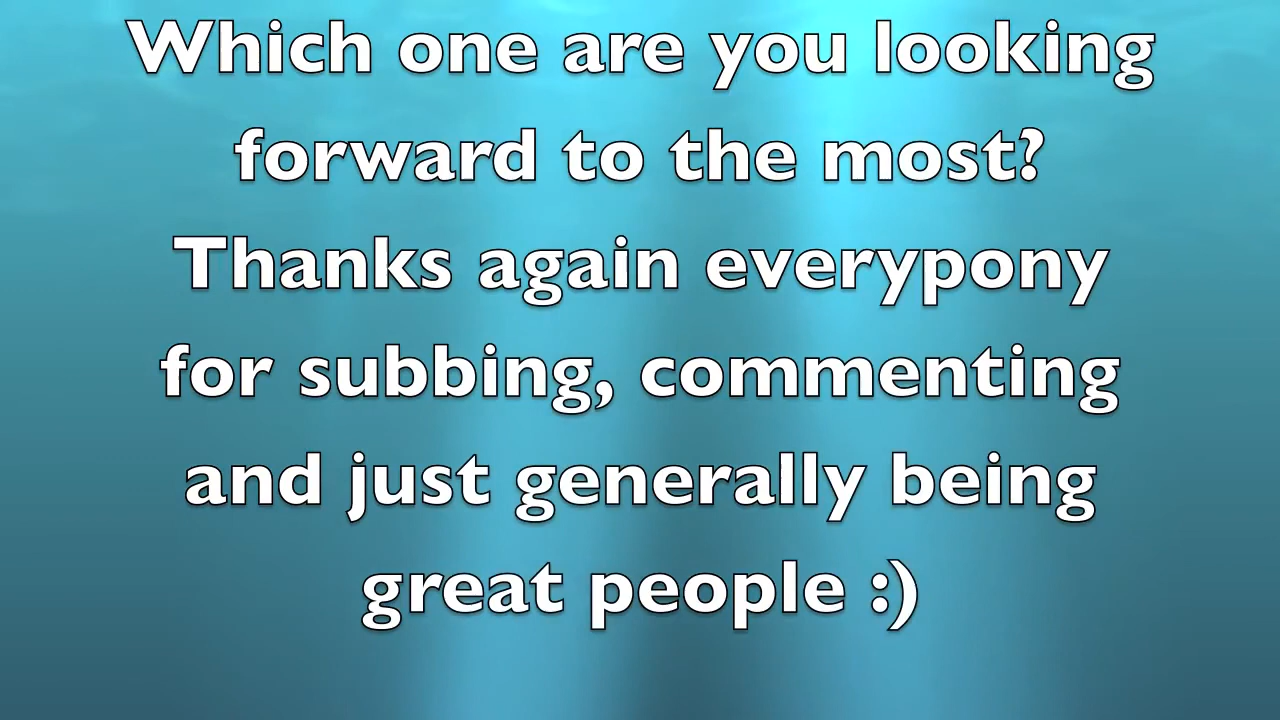 Which one are you looking
forward to the most?
Thanks again everypony
for subbing, commenting
and just generally being
great people :)